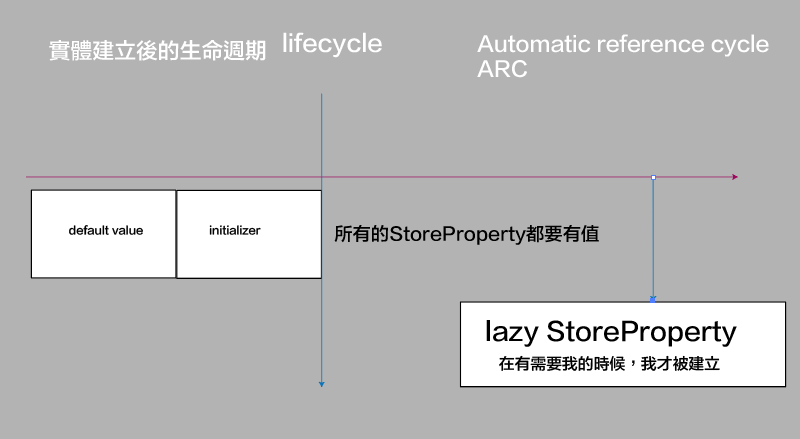 實體建立後的生命週期 lifecycle
Automatic reference cycle
ARC
default value
initializer
所有的StoreProperty都要有值
lazy StoreProperty
在有需要我的時候，我才被建立